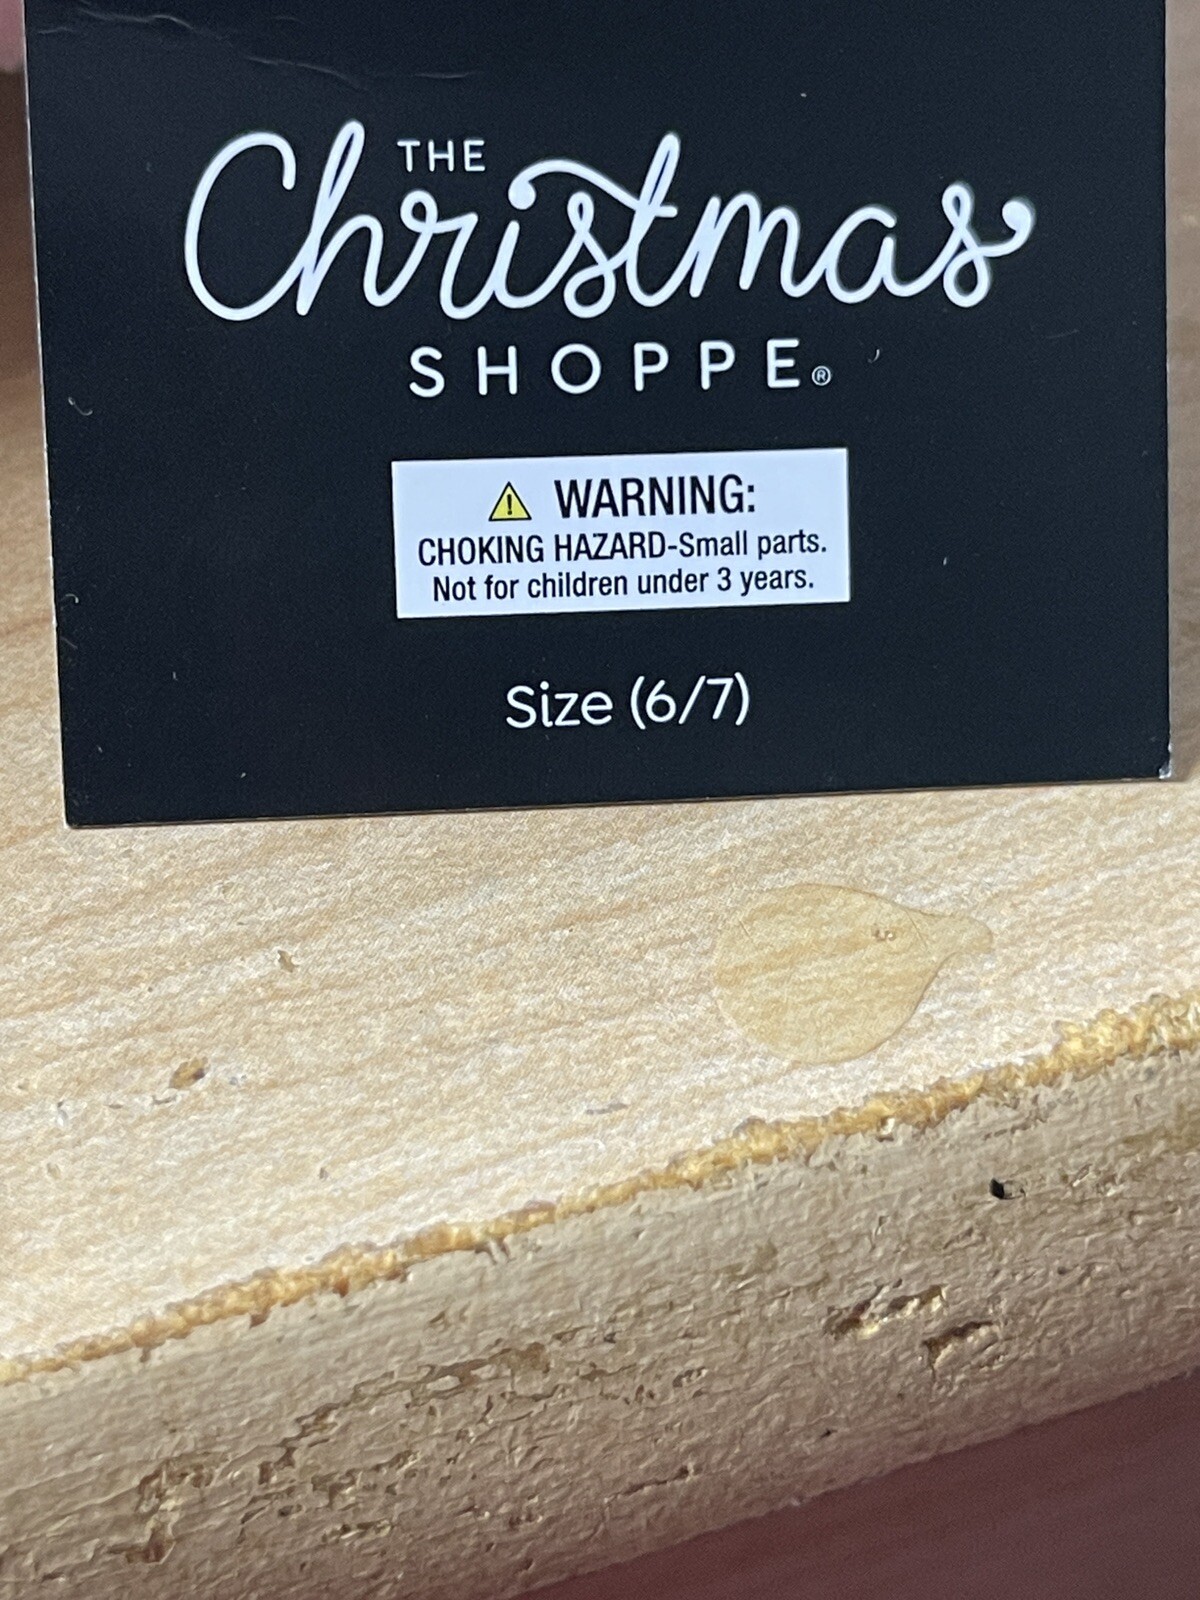 THE
Christmas
SHOPPE®
⚠ WARNING:
CHOKING HAZARD-Small parts.
Not for children under 3 years.
Size (6/7)